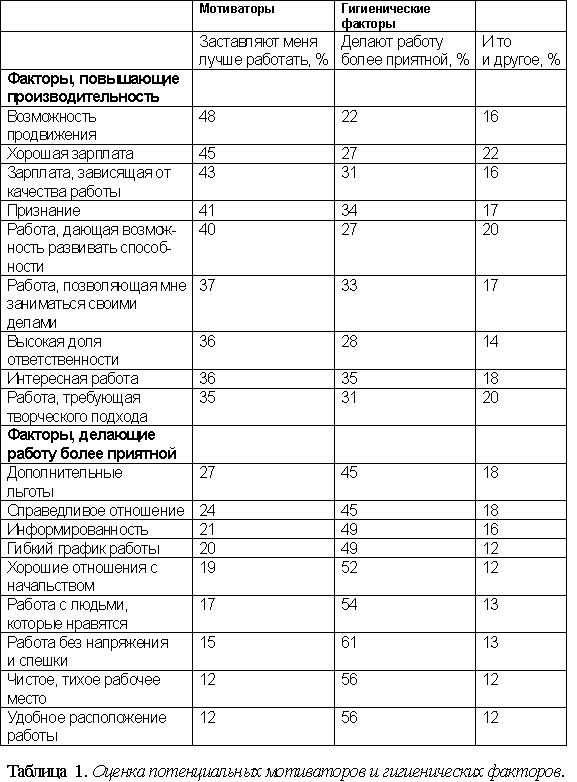 Мотиваторы Гигиенические
факторы
Заставляют меня Делают работу И то
лучше работать, % более приятной, % и другое, %
Факторы, повышающие
производительность
Возможность 48 22 16
продвижения
Хорошая зарплата 45 27 22
Зарплата, зависящая от 43 31 16
качества работы
Признание 41 34 17
Работа, дающая возмож- 40 27 20
ность развивать способ-
ности
Работа, позволяющая мне 37 33 17
заниматься своими
делами
Высокая доля 36 28 14
ответственности
Интересная работа 36 35 18
Работа, требующая 35 31 20
творческого подхода
Факторы, делающие
работу более приятной
Дополнительные 27 45 18
льготы
Справедливое отношение 24 45 18
Информированность 21 49 16
Гибкий график работы 20 49 12
Хорошие отношения с 19 52 12
начальством
Работа с людьми, 17 54 13
которые нравятся
Работа без напряжения 15 61 13
и спешки
Чистое, тихое рабочее 12 56 12
место
Удобное расположение 12 56 12
работы
Таблица 1. Оценка потенциальных мотиваторов и гигиенических факторов.